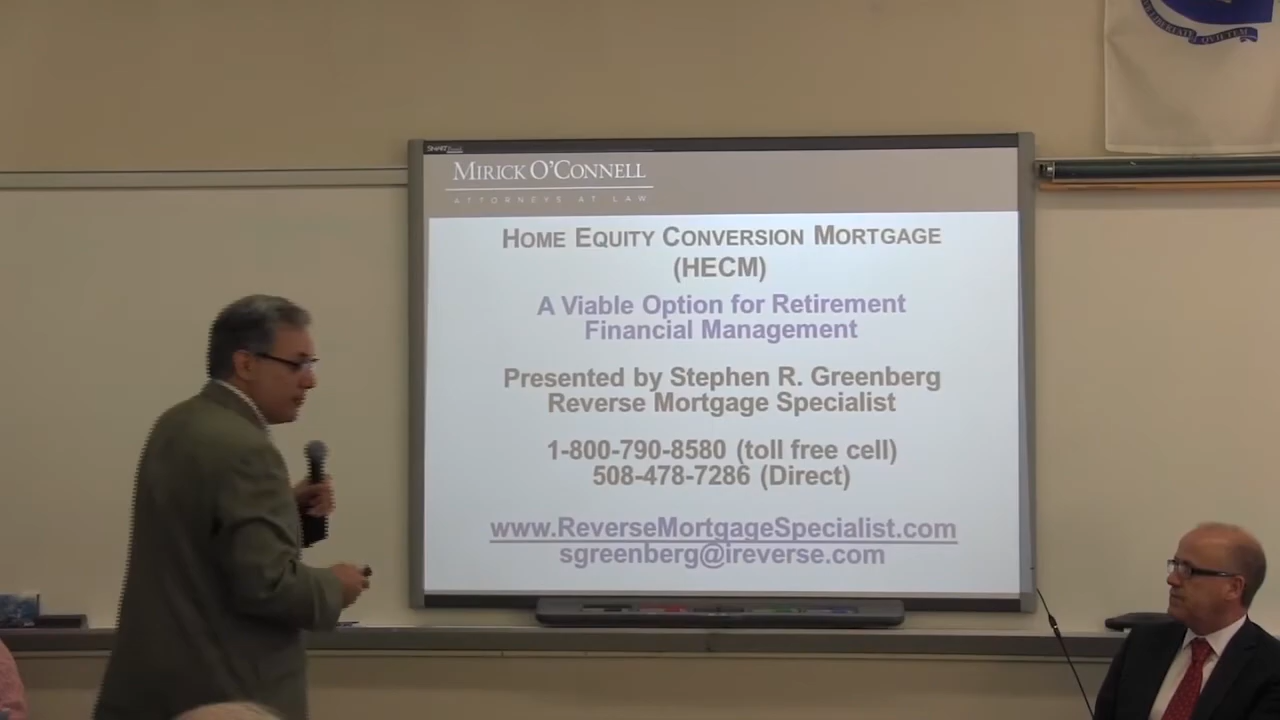 SMART
MIRICK O'CONNELL
ATTORNEYS AT LAW
HOME EQUITY CONVERSION MORTGAGE
(HECM)
A Viable Option for Retirement
Financial Management
Presented by Stephen R. Greenberg
Reverse Mortgage Specialist
1-800-790-8580 (toll free cell)
508-478-7286 (Direct)
www.ReverseMortgageSpecialist.com
sgreenberg@ireverse.com